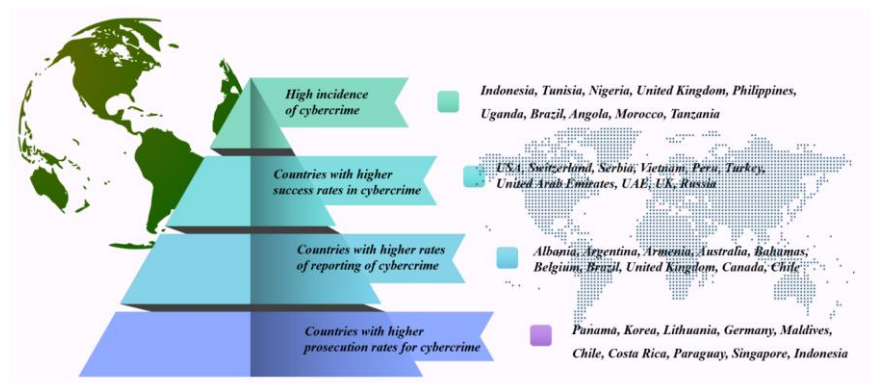 High incidence
of cybercrime
Indonesia, Tunisia, Nigeria, United Kingdom, Philippines,
Uganda, Brazil, Angola, Morocco, Tanzania
Countries with higher
success rates in cybercrime
USA, Switzerland, Serbia, Vietnam, Peru, Turkey,
United Arab Emirates, UAE, UK, Russia
Countries with higher rates
of reporting of cybercrime
Albania, Argentina, Armenia, Australia, Bahamas,
Belgium, Brazil, United Kingdom, Canada, Chile
Countries with higher
prosecution rates for cybercrime
Panama, Korea, Lithuania, Germany, Maldives,
Chile, Costa Rica, Paraguay, Singapore, Indonesia